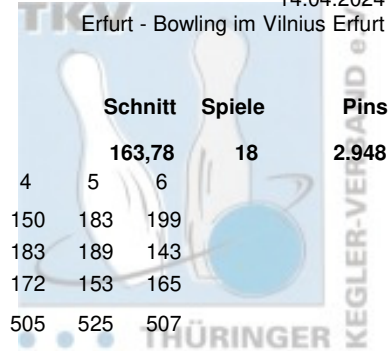 14.04.2024
TKV
Erfurt - Bowling im Vilnius Erfurt
Schnitt Spiele Pins
163,78 18 2.948
4 5 6
150 183 199
183 189 143
172 153 165
505 525 507
THÜRINGER
KEGLER-VERBAND e.V.